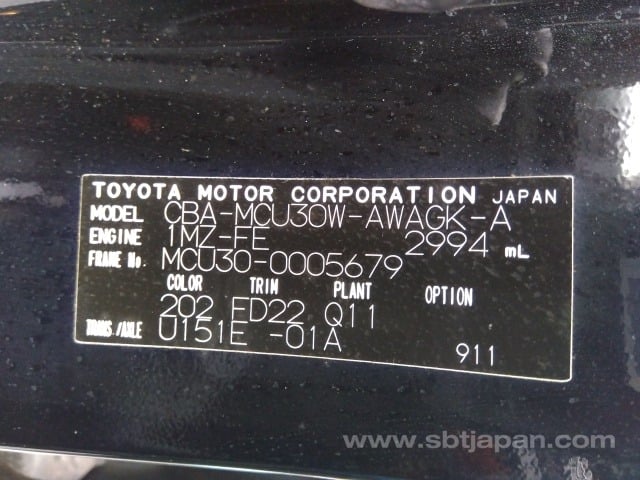 TOYOTA MOTOR CORPORATION JAPAN
MODEL CBA-MCU30W-AWAGK-A
ENGINE 1MZ-FE 2994 mL
FRAME No. MCU30-0005679
COLOR TRIM PLANT OPTION
202 FD22 Q11
TRANS./AXLE U151E -01A
911
www.sbtjapan.com